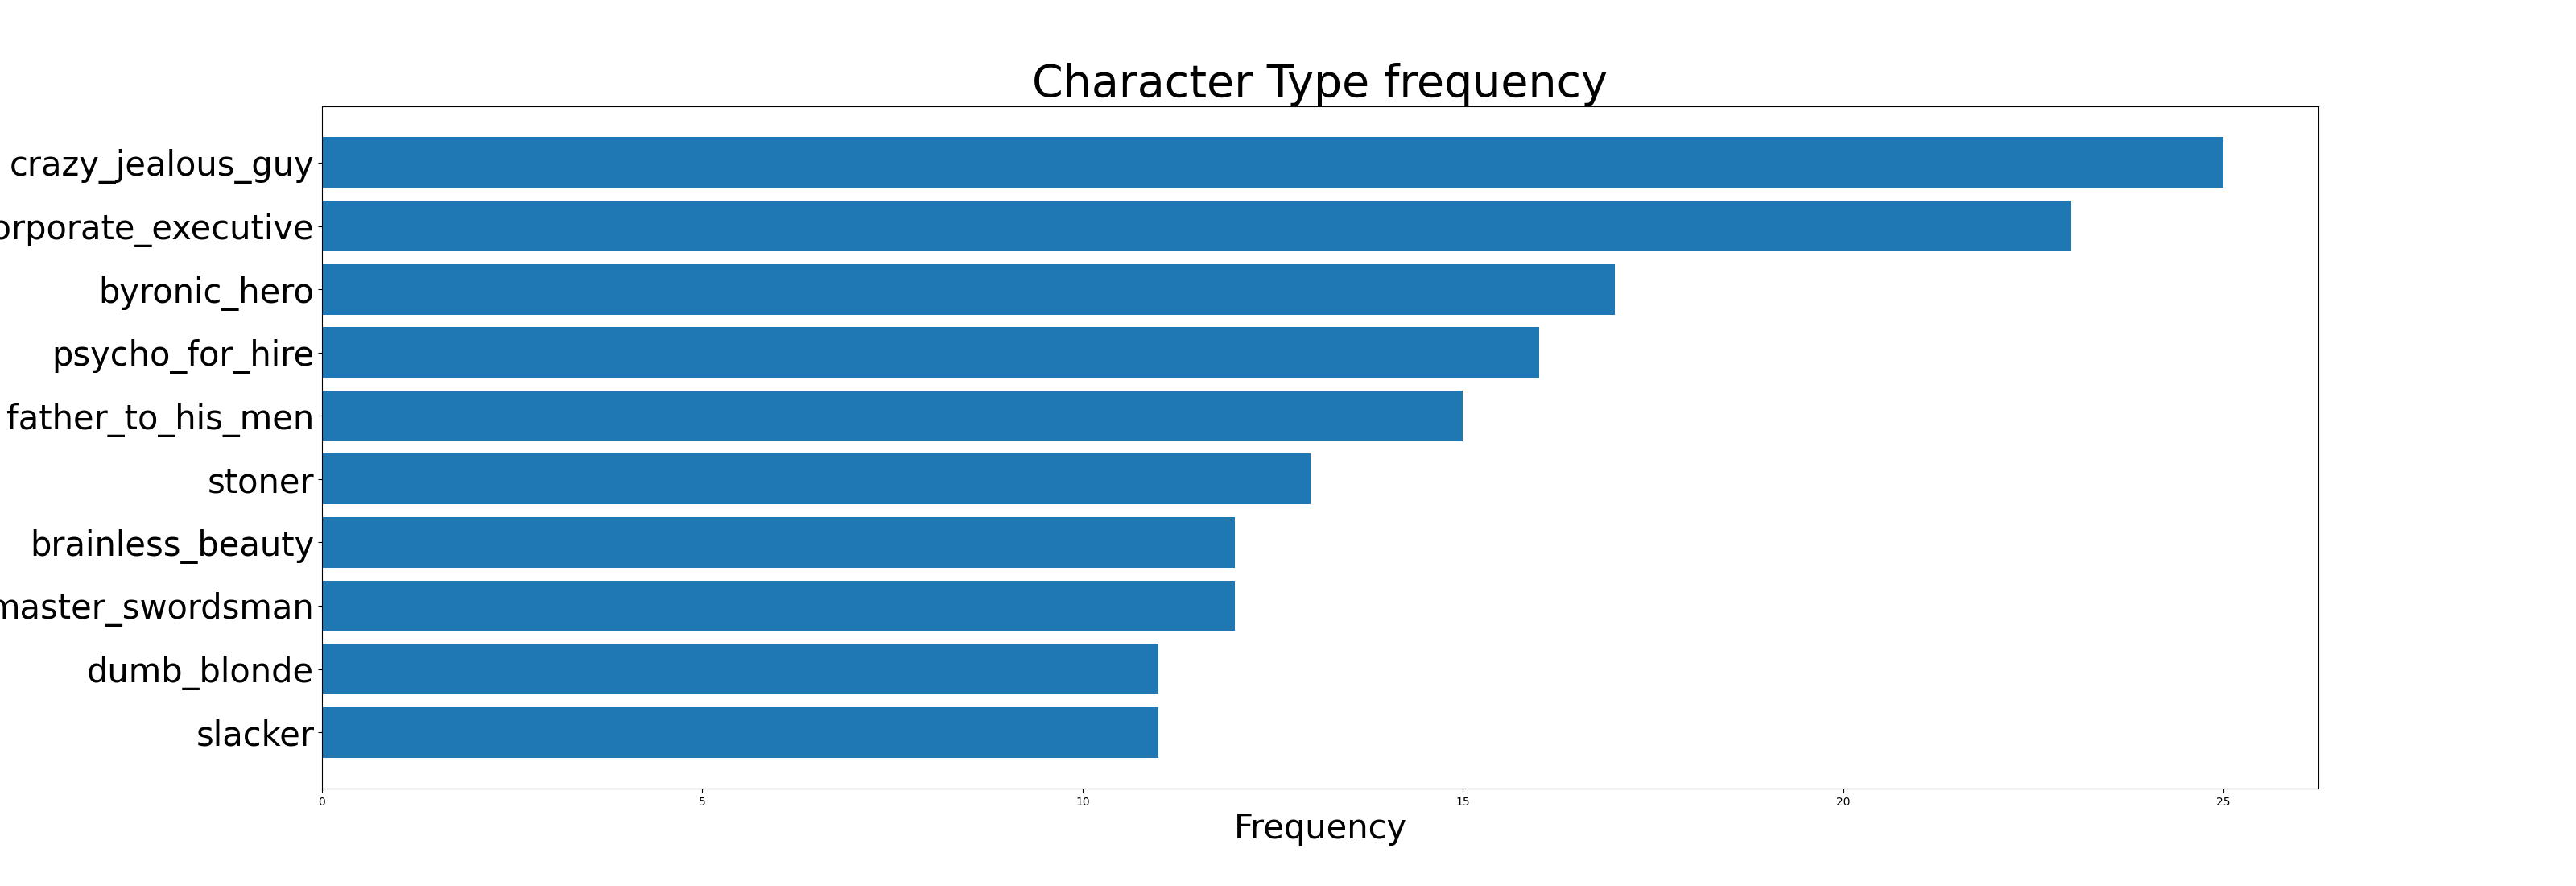 Character Type frequency
crazy_jealous_guy
orporate_executive
byronic_hero
psycho_for_hire
father_to_his_men
stoner
brainless_beauty
master_swordsman
dumb_blonde
slacker
0 5 10 15 20 25
Frequency